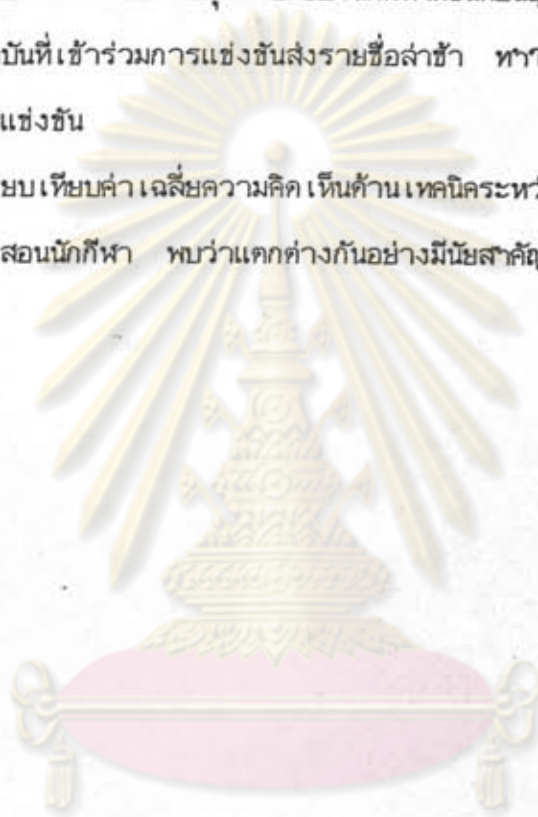 บันที่เข้าร่วมการแข่งขันส่งรายชื่อล่าช้า ทำ
แข่งขัน
ยบเทียบค่าเฉลี่ยความคิดเห็นด้านเทคนิคระหว่
สอนนักกีฬา พบว่าแตกต่างกันอย่างมีนัยสำคัญ